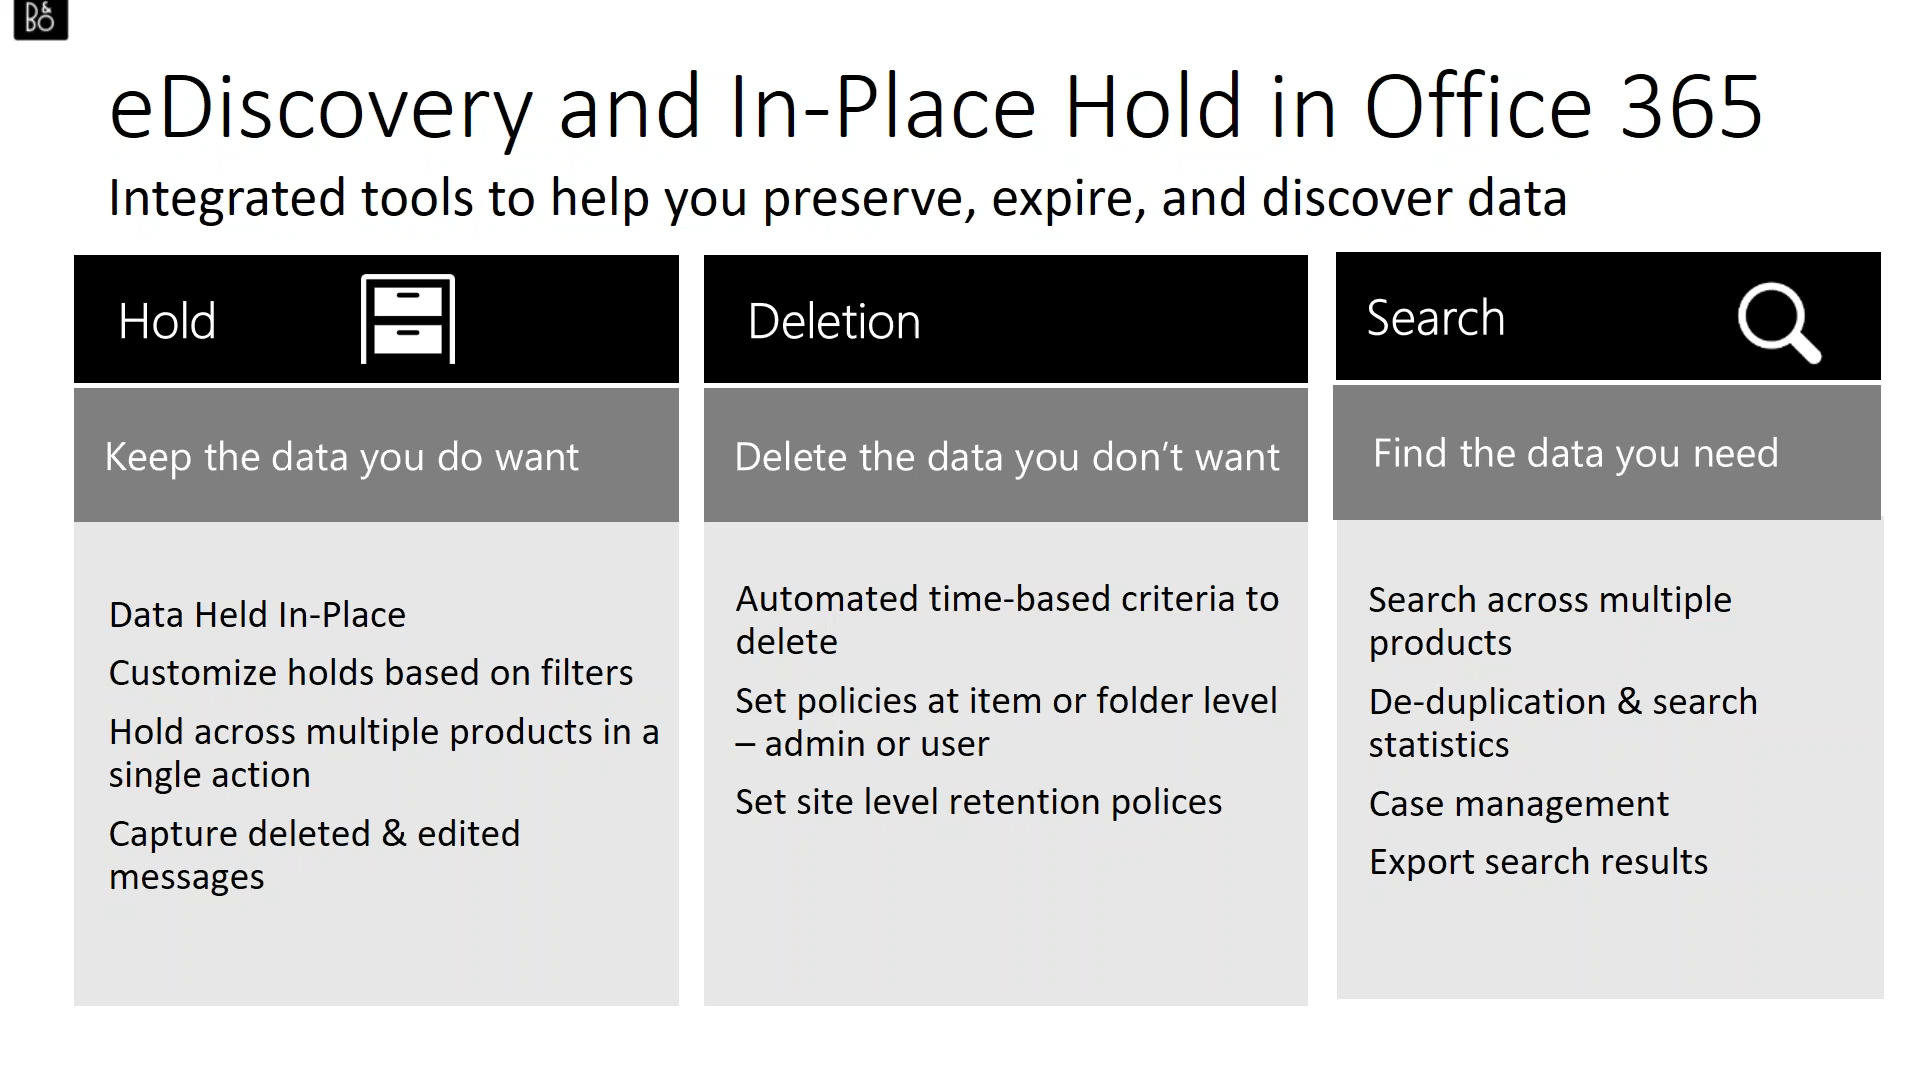 B&O
eDiscovery and In-Place Hold in Office 365
Integrated tools to help you preserve, expire, and discover data
Hold
Keep the data you do want
Data Held In-Place
Customize holds based on filters
Hold across multiple products in a
single action
Capture deleted & edited
messages
Deletion
Delete the data you don't want
Automated time-based criteria to
delete
Set policies at item or folder level
– admin or user
Set site level retention polices
Search
Find the data you need
Search across multiple
products
De-duplication & search
statistics
Case management
Export search results